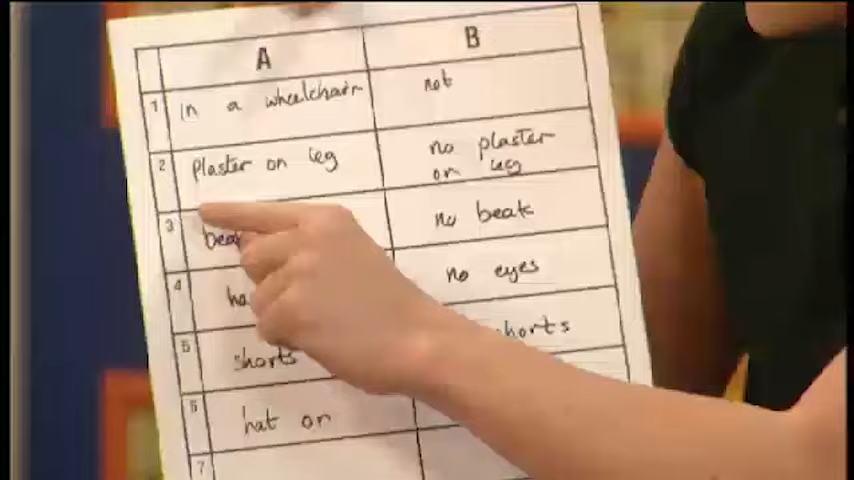 A B
1 in a wheelchair not
2 plaster on leg no plaster
on leg
3 no beak
4 no eyes
5 shorts shorts
6 hat on
7